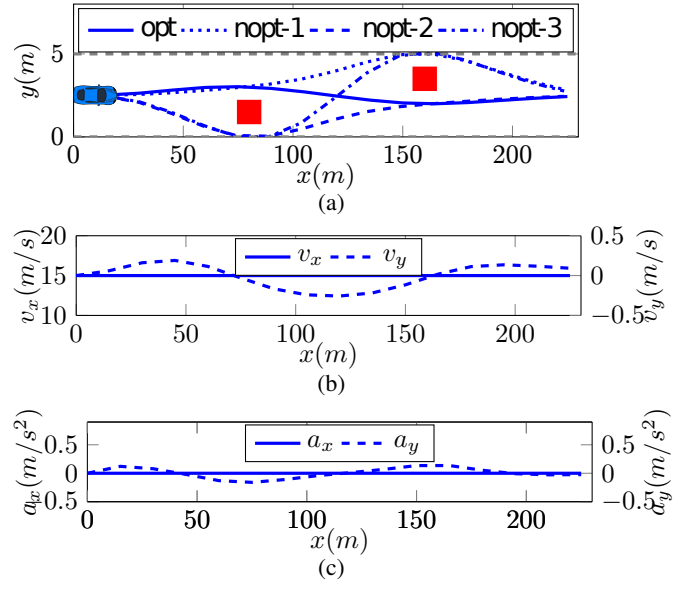 opt nopt-1 nopt-2 nopt-3
y(m)
5
0
0 50 100 150 200
x(m)
(a)
v_x v_y
v_x(m/s)
20
15
10
0.5
0
−0.5
v_y(m/s)
0 50 100 150 200
x(m)
(b)
a_x a_y
a_x(m/s²)
0.5
0
0.5
0.5
0
−0.5
a_y(m/s²)
0 50 100 150 200
x(m)
(c)